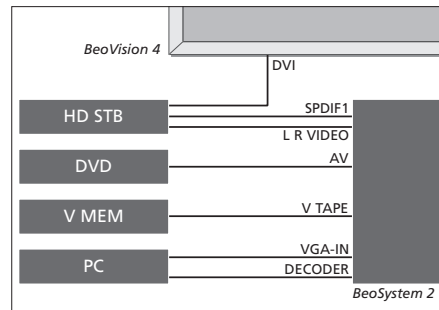 BeoVision 4
DVI
HD STB
SPDIF1
L R VIDEO
DVD
AV
V MEM
V TAPE
PC
VGA-IN
DECODER
BeoSystem 2